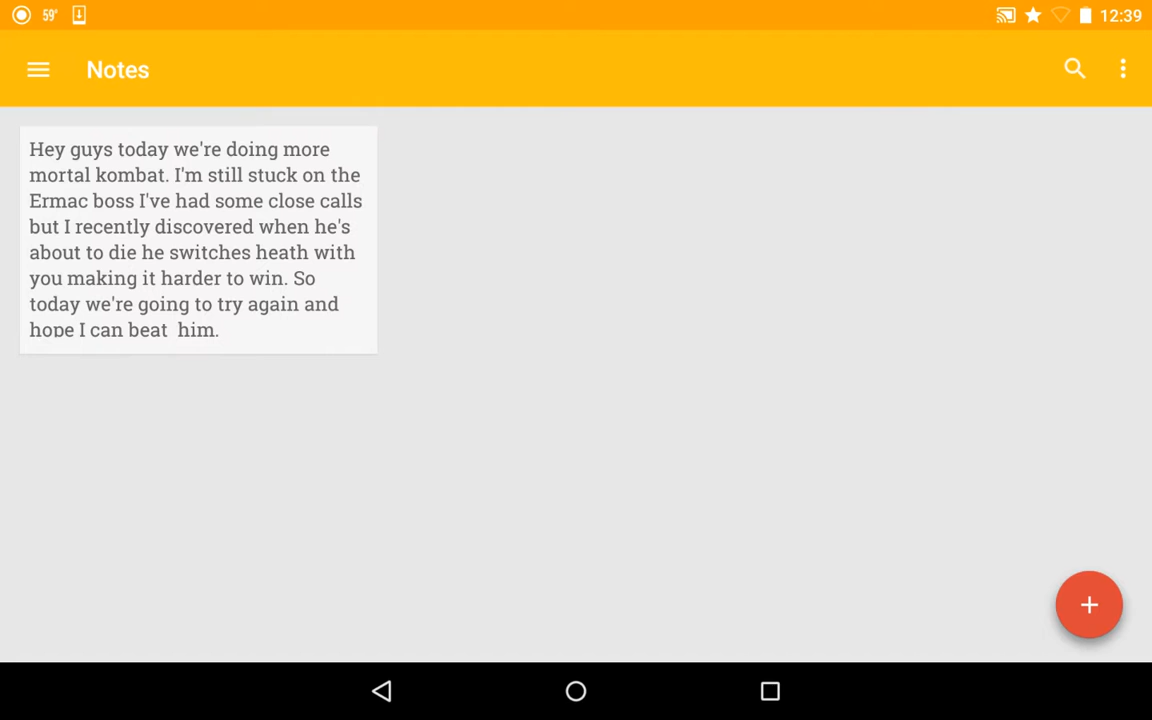 59°
12:39
Notes
Hey guys today we're doing more
mortal kombat. I'm still stuck on the
Ermac boss I've had some close calls
but I recently discovered when he's
about to die he switches heath with
you making it harder to win. So
today we're going to try again and
hope I can beat  him.